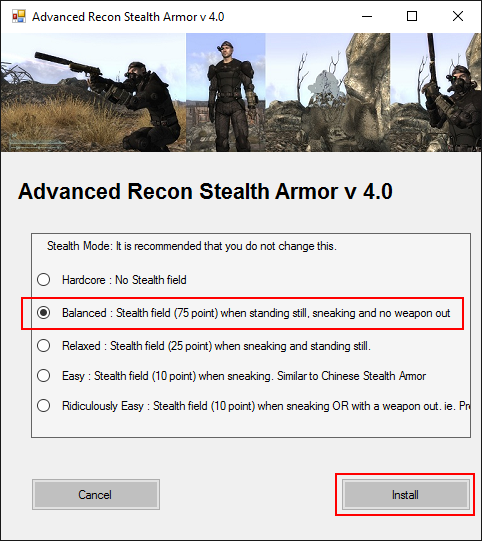 Advanced Recon Stealth Armor v 4.0
Advanced Recon Stealth Armor v 4.0
Stealth Mode: It is recommended that you do not change this.
Hardcore : No Stealth field
Balanced : Stealth field (75 point) when standing still, sneaking and no weapon out
Relaxed : Stealth field (25 point) when sneaking and standing still.
Easy : Stealth field (10 point) when sneaking. Similar to Chinese Stealth Armor
Ridiculously Easy : Stealth field (10 point) when sneaking OR with a weapon out. ie. Pre
Cancel
Install